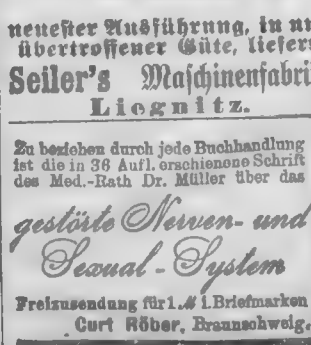 neuester Ausführung, in un
übertroffener Güte, liefert
Seiler's Maschinenfabri
Liegnitz.
Zu beziehen durch jede Buchhandlung
ist die in 36 Aufl. erschienene Schrift
des Med.-Rath Dr. Müller über das
gestörte Nerven- und
Sexual-System
Freizusendung für 1 M i. Briefmarken
Curt Röber, Braunschweig.